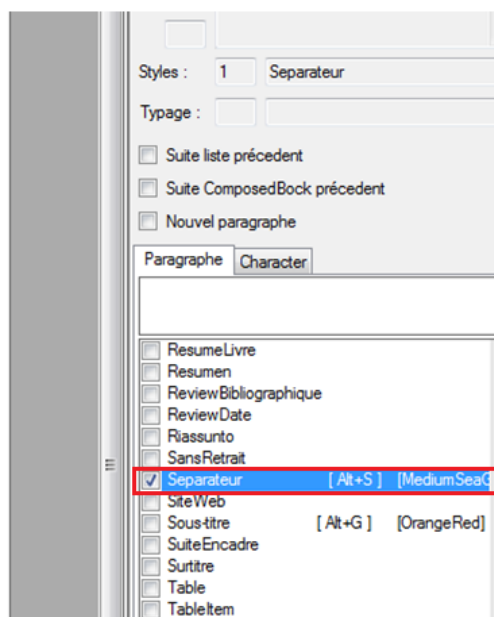 Styles : 1 Separateur
Typage :
Suite liste précedent
Suite ComposedBock précedent
Nouvel paragraphe
Paragraphe Character
ResumeLivre
Resumen
ReviewBibliographique
ReviewDate
Riassunto
SansRetrait
Separateur [ Alt+S ] [MediumSeaG
SiteWeb
Sous-titre [ Alt+G ] [OrangeRed]
SuiteEncadre
Surtitre
Table
TableItem